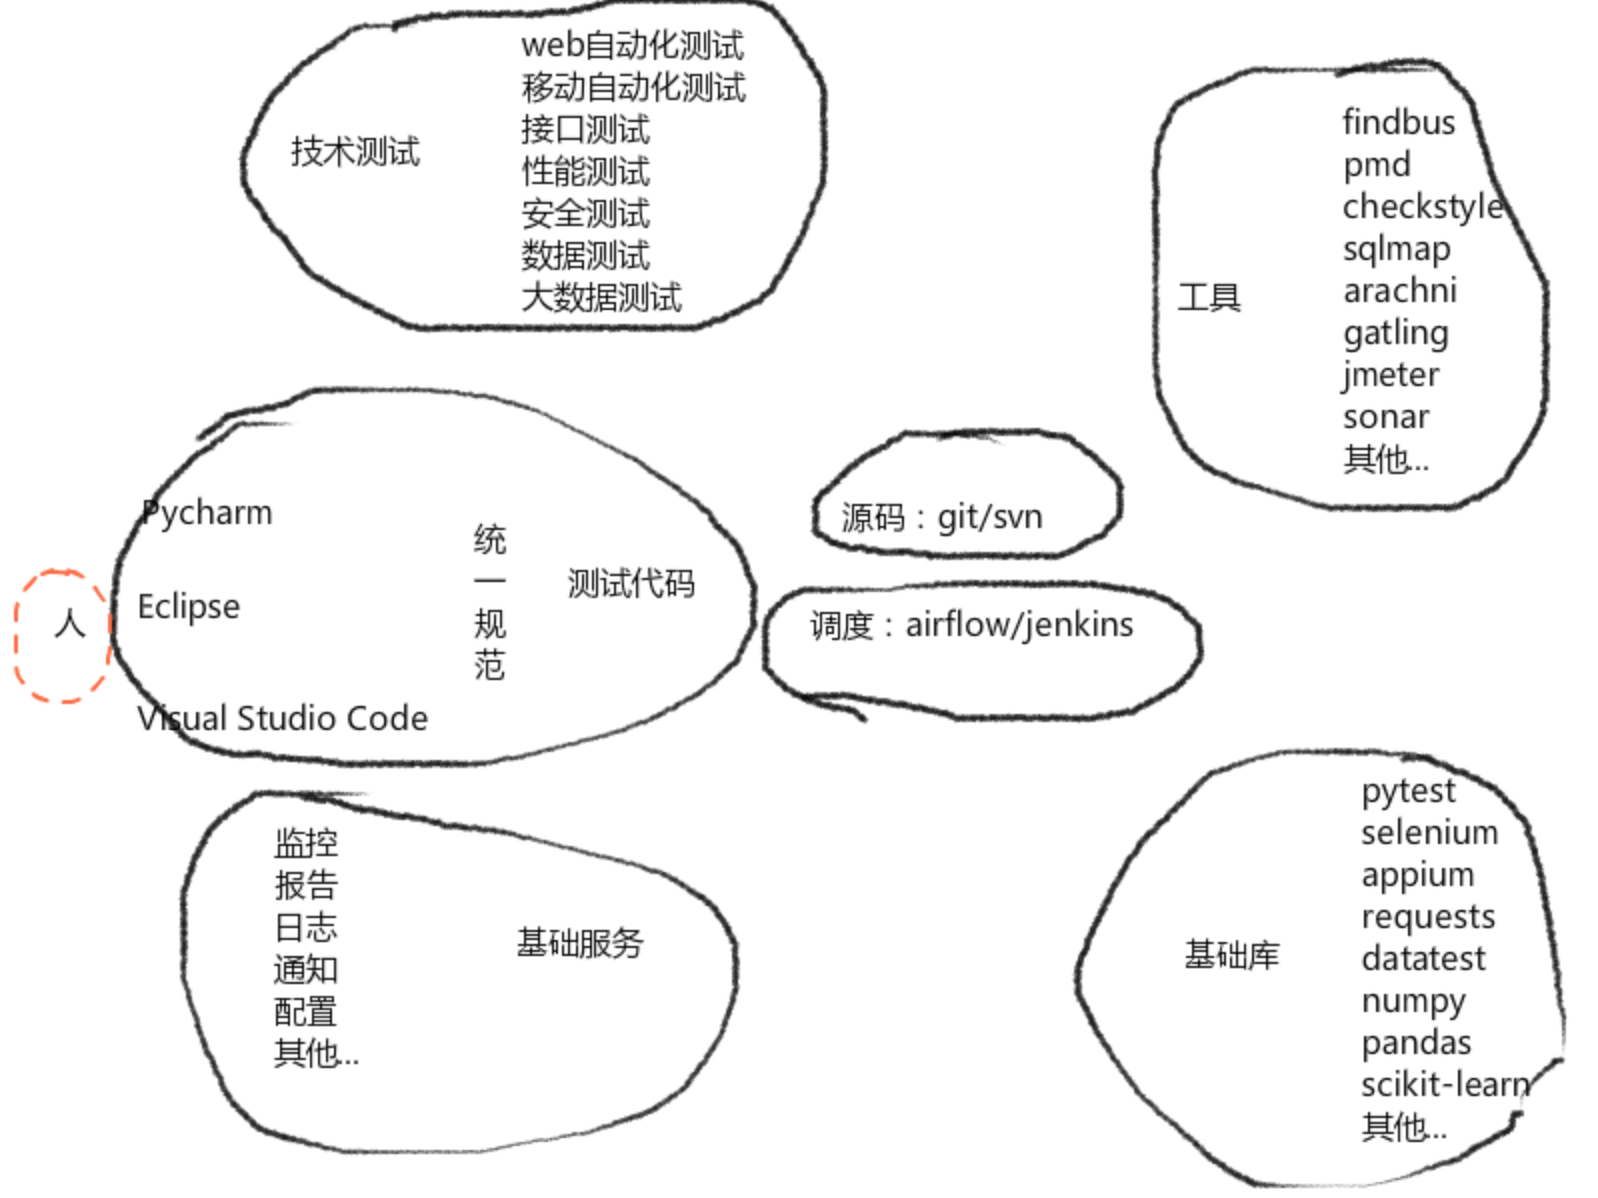 技术测试
web自动化测试
移动自动化测试
接口测试
性能测试
安全测试
数据测试
大数据测试
工具
findbus
pmd
checkstyle
sqlmap
arachni
gatling
jmeter
sonar
其他...
人
Pycharm
Eclipse
Visual Studio Code
统
一
规
范
测试代码
源码：git/svn
调度：airflow/jenkins
监控
报告
日志
通知
配置
其他...
基础服务
基础库
pytest
selenium
appium
requests
datatest
numpy
pandas
scikit-learn
其他...